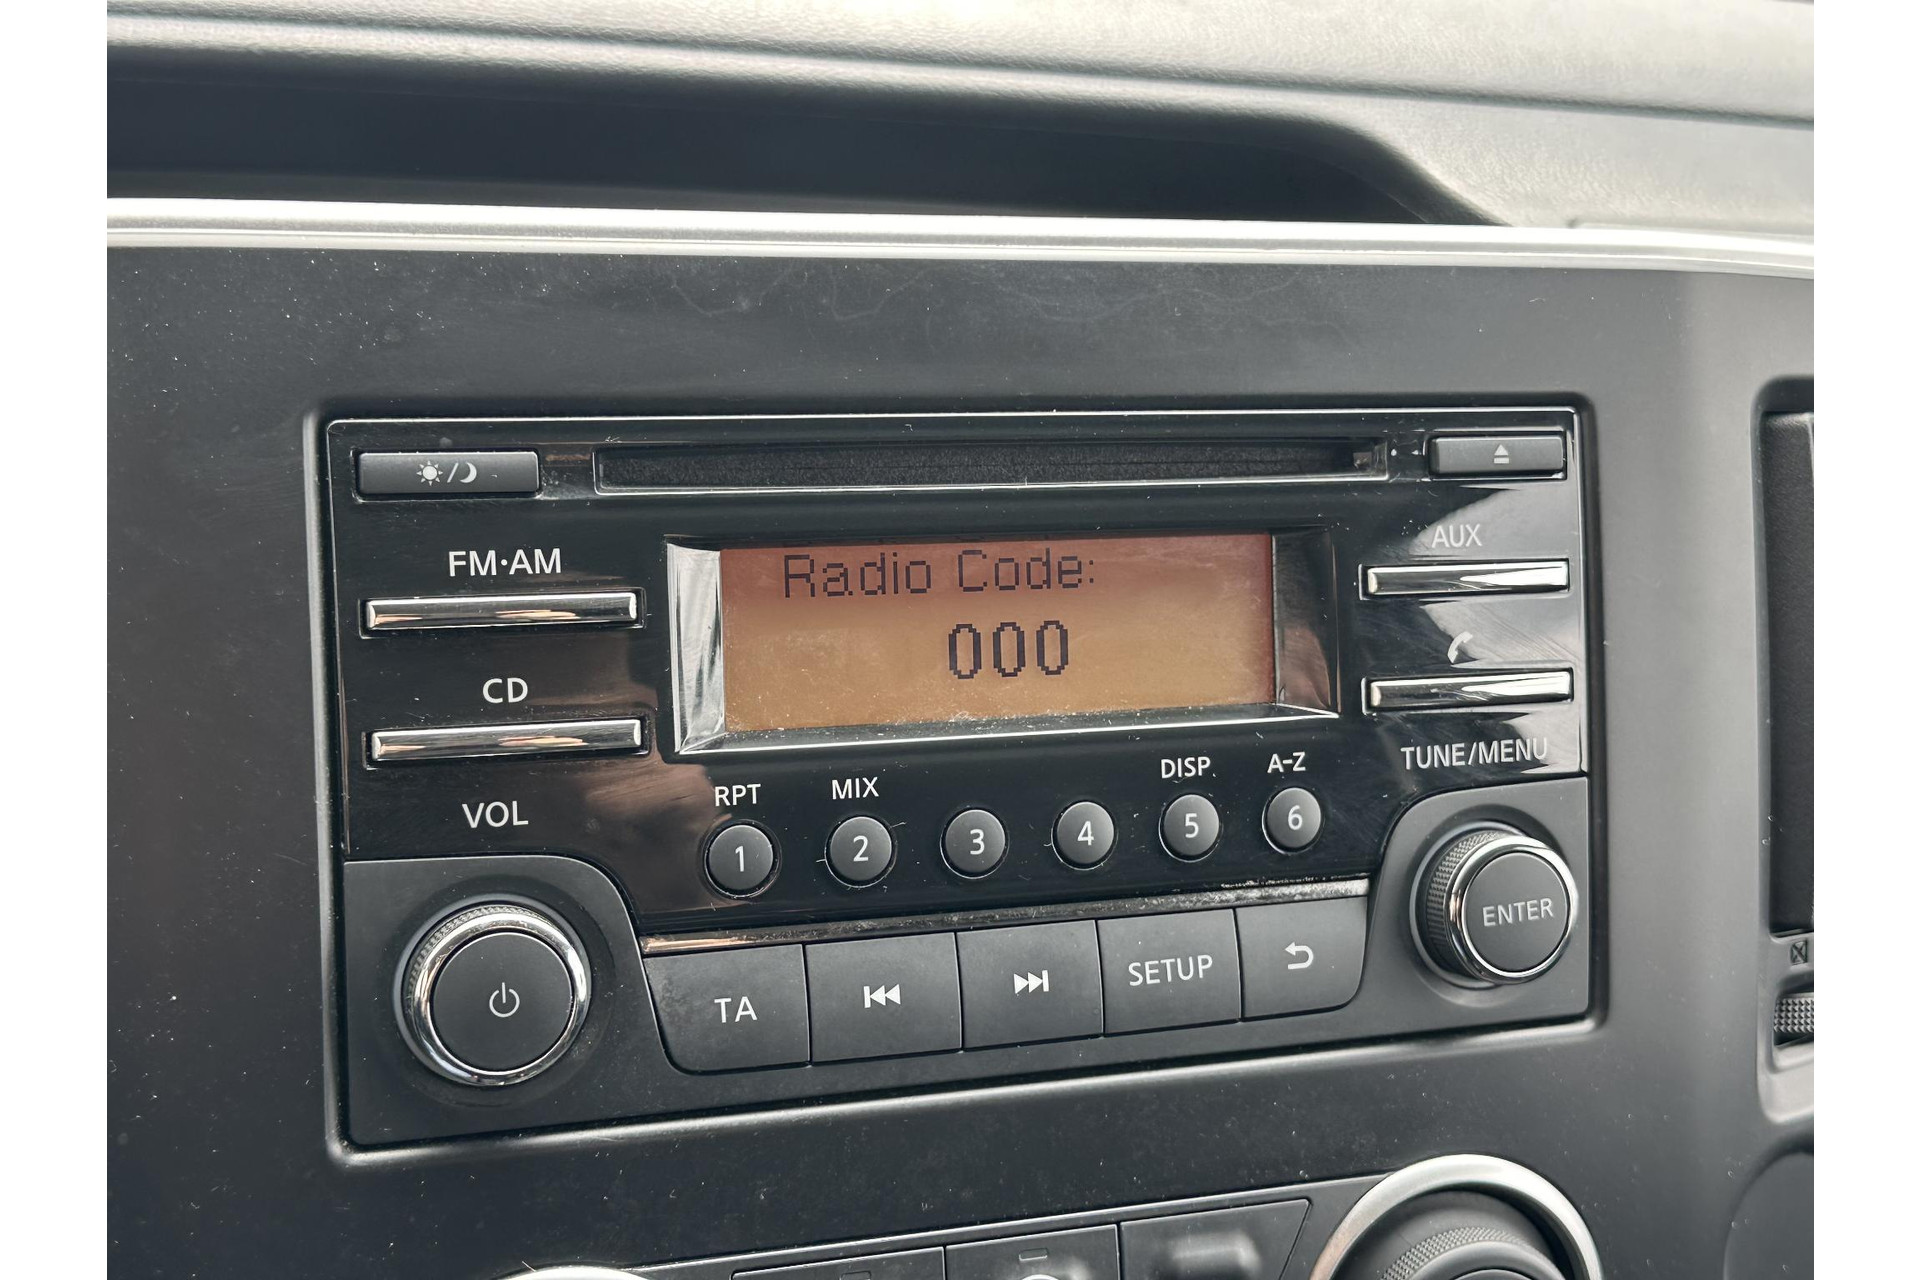 FM·AM
CD
VOL
Radio Code:
000
AUX
TUNE/MENU
RPT MIX DISP A-Z
1 2 3 4 5 6
TA SETUP ENTER